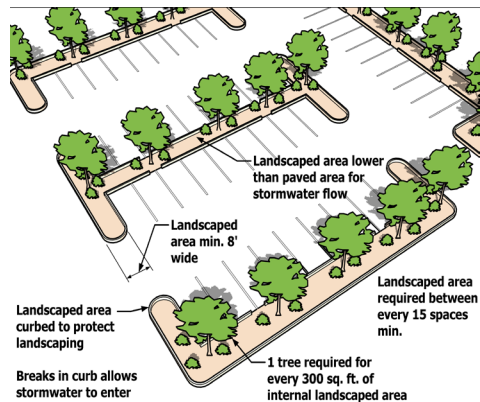 Landscaped area lower
than paved area for
stormwater flow
Landscaped
area min. 8'
wide
Landscaped area
required between
every 15 spaces
min.
Landscaped area
curbed to protect
landscaping
Breaks in curb allows
stormwater to enter
1 tree required for
every 300 sq. ft. of
internal landscaped area